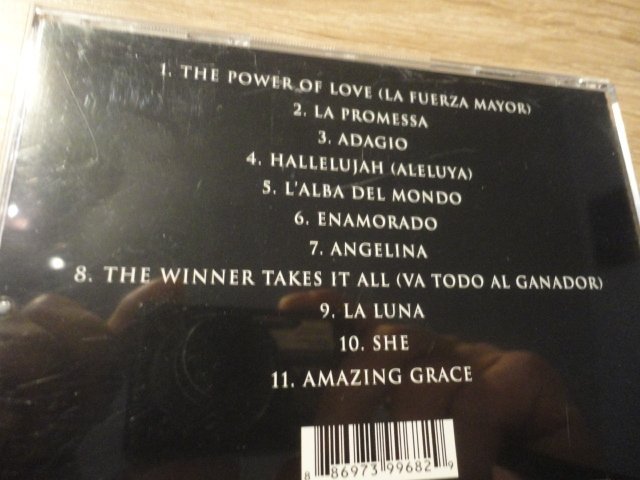 1. THE POWER OF LOVE (LA FUERZA MAYOR)
2. LA PROMESSA
3. ADAGIO
4. HALLELUJAH (ALELUYA)
5. L'ALBA DEL MONDO
6. ENAMORADO
7. ANGELINA
8. THE WINNER TAKES IT ALL (VA TODO AL GANADOR)
9. LA LUNA
10. SHE
11. AMAZING GRACE
8 86973 99682 9